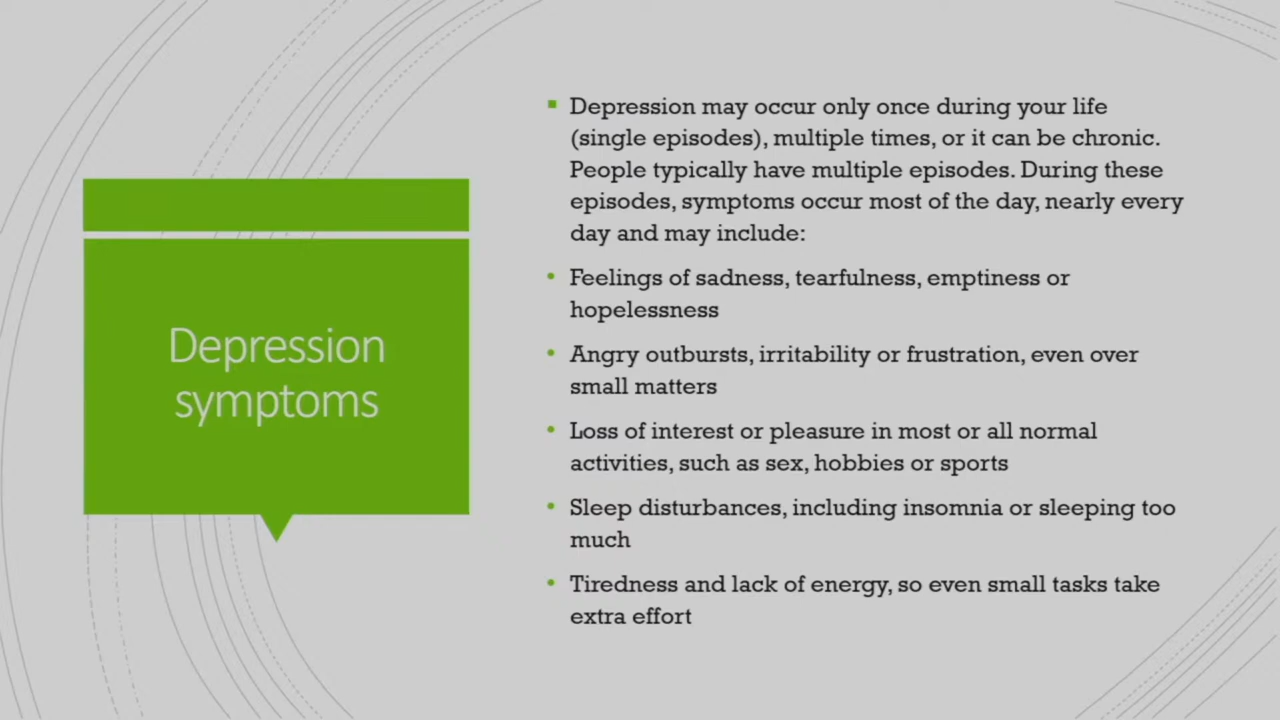 Depression
symptoms
Depression may occur only once during your life
(single episodes), multiple times, or it can be chronic.
People typically have multiple episodes. During these
episodes, symptoms occur most of the day, nearly every
day and may include:
Feelings of sadness, tearfulness, emptiness or
hopelessness
Angry outbursts, irritability or frustration, even over
small matters
Loss of interest or pleasure in most or all normal
activities, such as sex, hobbies or sports
Sleep disturbances, including insomnia or sleeping too
much
Tiredness and lack of energy, so even small tasks take
extra effort